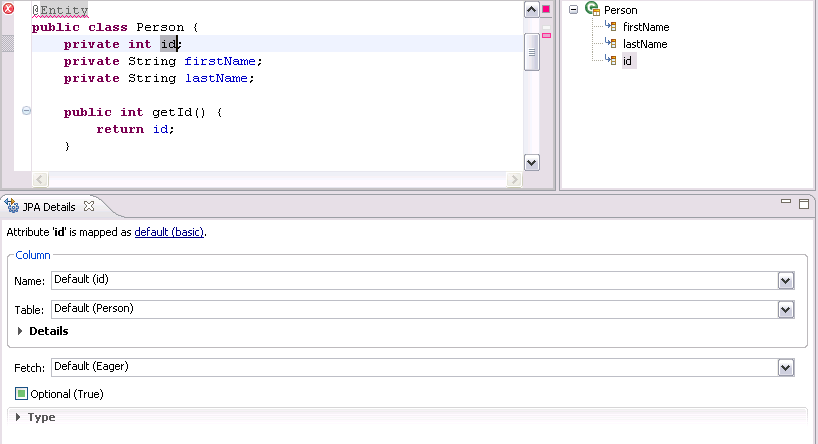 @Entity
public class Person {
private int id;
private String firstName;
private String lastName;
public int getId() {
return id;
}
Person
firstName
lastName
id
JPA Details
Attribute 'id' is mapped as default (basic).
Column
Name: Default (id)
Table: Default (Person)
Details
Fetch: Default (Eager)
Optional (True)
Type